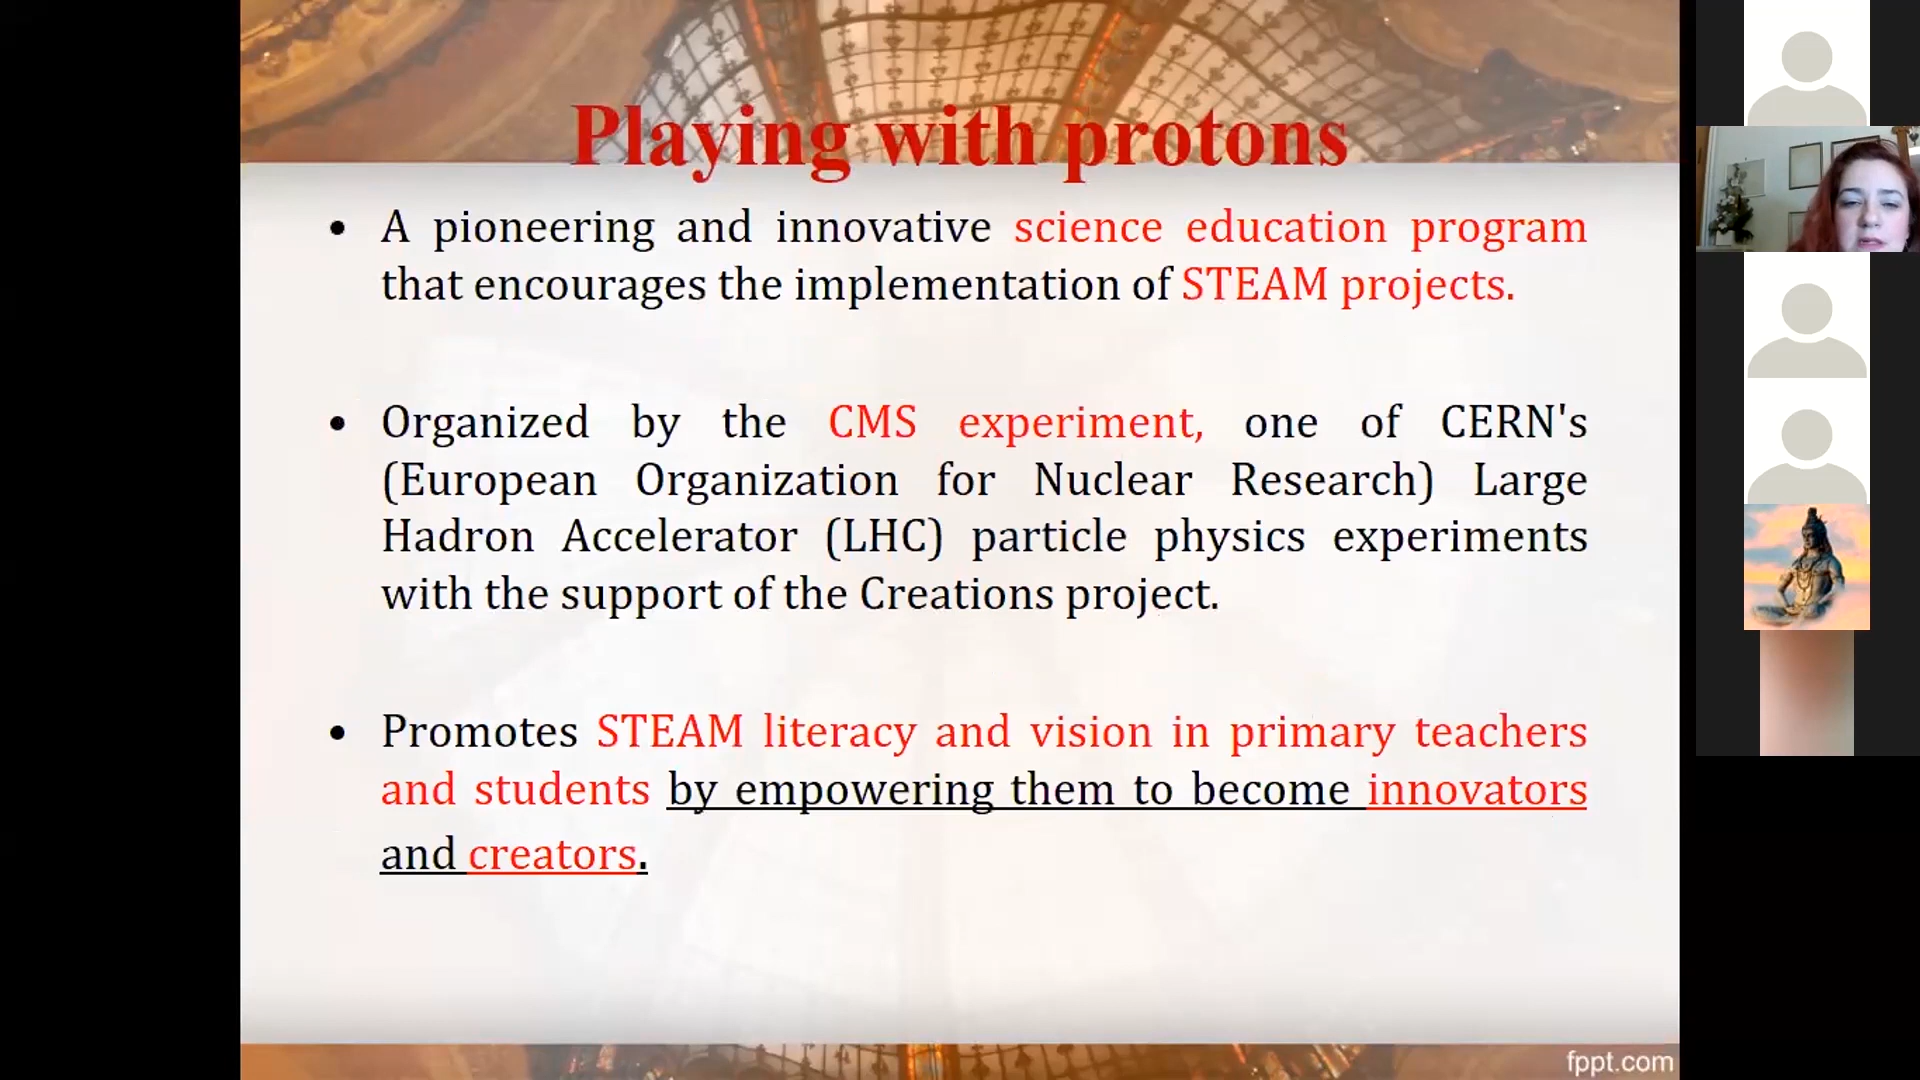 Playing with protons
• A pioneering and innovative science education program
that encourages the implementation of STEAM projects.
• Organized by the CMS experiment, one of CERN's
(European Organization for Nuclear Research) Large
Hadron Accelerator (LHC) particle physics experiments
with the support of the Creations project.
• Promotes STEAM literacy and vision in primary teachers
and students by empowering them to become innovators
and creators.
fppt.com